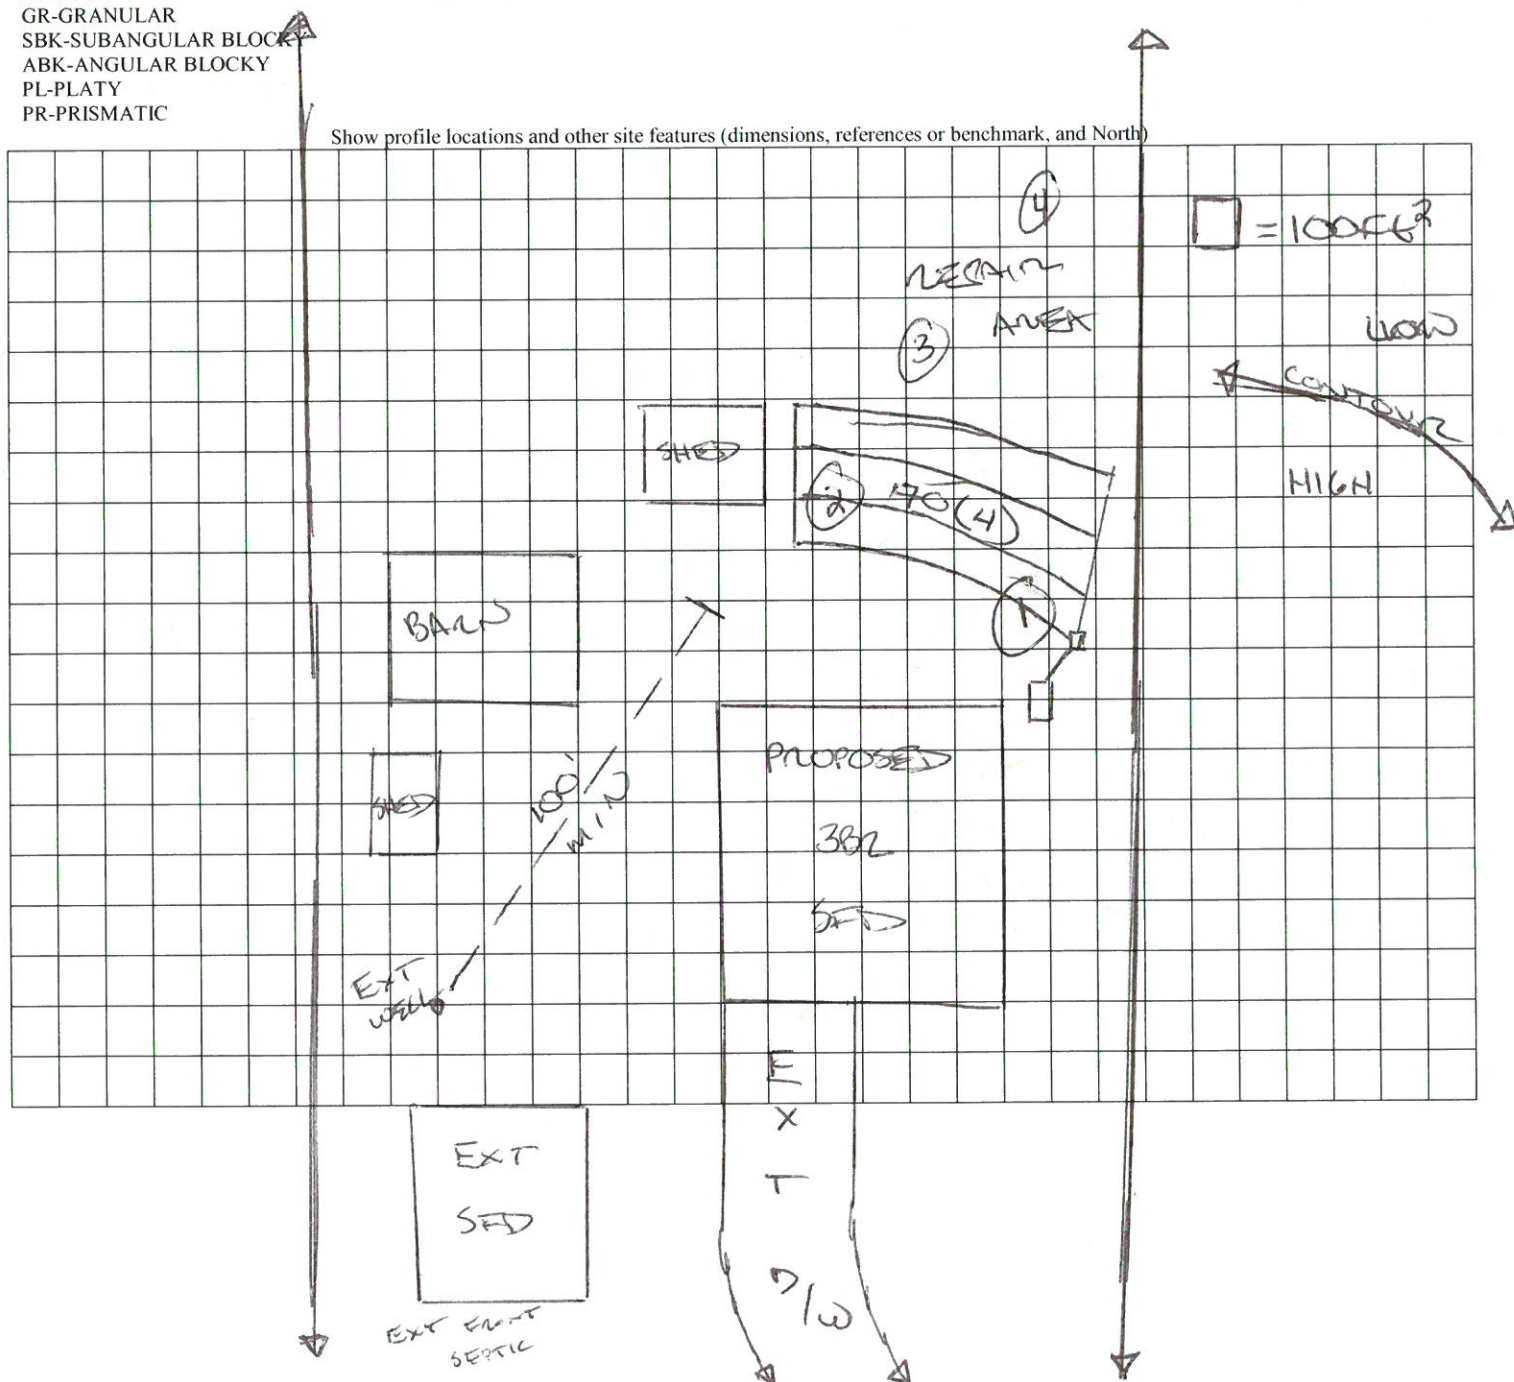 GR-GRANULAR
SBK-SUBANGULAR BLOCKY
ABK-ANGULAR BLOCKY
PL-PLATY
PR-PRISMATIC
Show profile locations and other site features (dimensions, references or benchmark, and North)
4
= 100FT²
REPAIR
AREA
3
LOW
CONTOUR
HIGH
SHED
2
170 (4)
1
BARN
PROPOSED
3BR
SFD
SHED
100'
MIN
EXT
WELL
EXT
D/W
EXT
SFD
EXT FRONT
SEPTIC